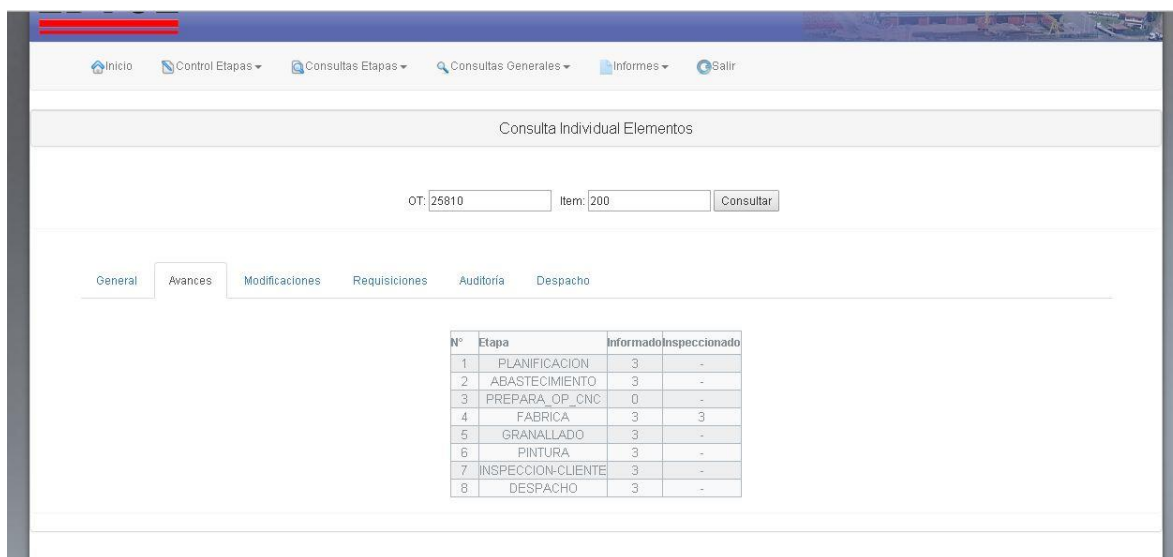 Inicio Control Etapas Consultas Etapas Consultas Generales Informes Salir
Consulta Individual Elementos
OT: 25810 Item: 200 Consultar
General Avances Modificaciones Requisiciones Auditoría Despacho
N° Etapa Informado Inspeccionado
1 PLANIFICACION 3 -
2 ABASTECIMIENTO 3 -
3 PREPARA_OP_CNC 0 -
4 FABRICA 3 3
5 GRANALLADO 3 -
6 PINTURA 3 -
7 INSPECCION-CLIENTE 3 -
8 DESPACHO 3 -